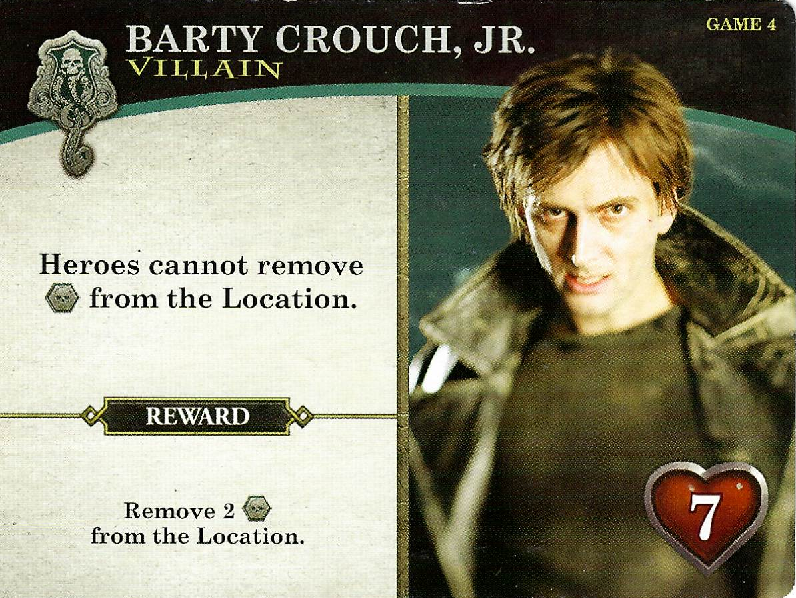 GAME 4
BARTY CROUCH, JR.
VILLAIN
Heroes cannot remove
from the Location.
REWARD
Remove 2
from the Location.
7